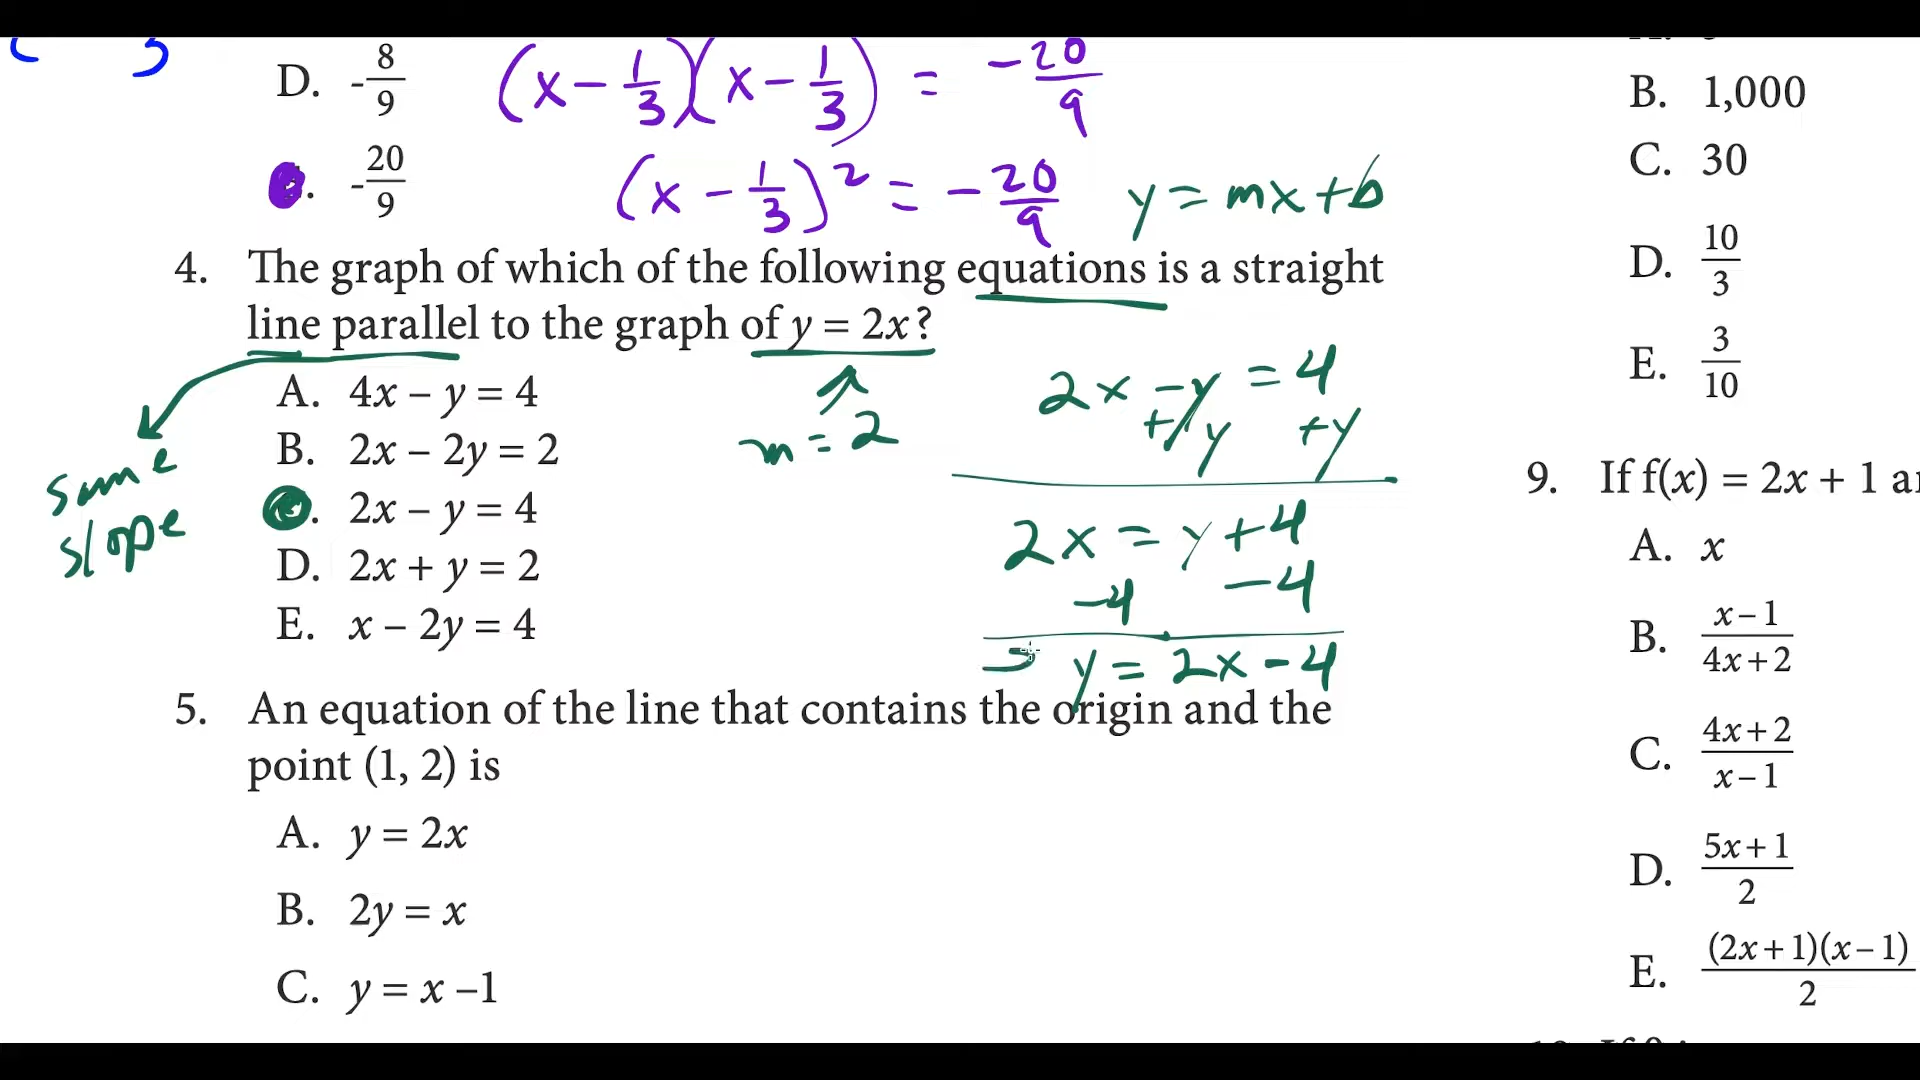 D. -8/9
(x - 1/3)(x - 1/3) = -20/9
. -20/9
(x - 1/3)² = -20/9
y = mx + b
4. The graph of which of the following equations is a straight
line parallel to the graph of y = 2x?
A. 4x – y = 4
B. 2x – 2y = 2
. 2x – y = 4
D. 2x + y = 2
E. x – 2y = 4
same
slope
m = 2
2x - y = 4
+y +y
2x = y + 4
-4 -4
y = 2x - 4
5. An equation of the line that contains the origin and the
point (1, 2) is
A. y = 2x
B. 2y = x
C. y = x –1
B. 1,000
C. 30
D. 10/3
E. 3/10
9. If f(x) = 2x + 1 a
A. x
B. x – 1/4x + 2
C. 4x + 2/x – 1
D. 5x + 1/2
E. (2x + 1)(x – 1)/2